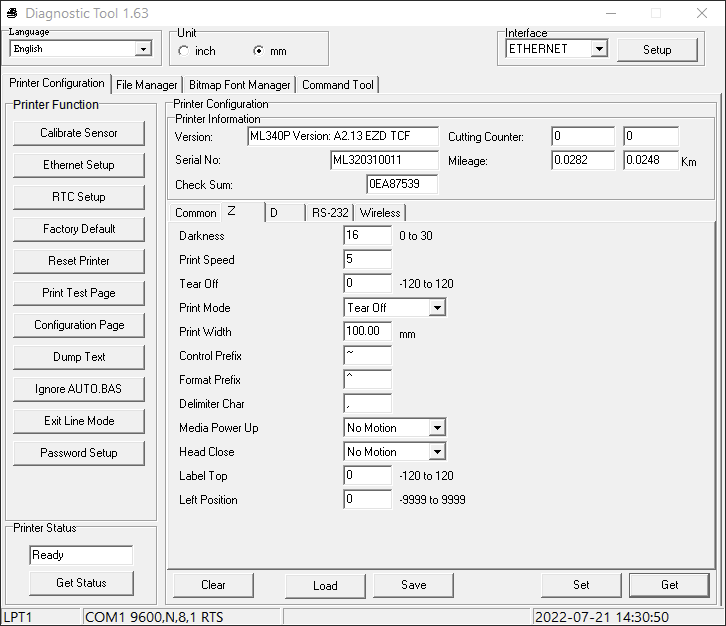 Diagnostic Tool 1.63
Language
English
Unit
inch
mm
Interface
ETHERNET
Setup
Printer Configuration
File Manager
Bitmap Font Manager
Command Tool
Printer Function
Calibrate Sensor
Ethernet Setup
RTC Setup
Factory Default
Reset Printer
Print Test Page
Configuration Page
Dump Text
Ignore AUTO.BAS
Exit Line Mode
Password Setup
Printer Status
Ready
Get Status
Printer Configuration
Printer Information
Version: ML340P Version: A2.13 EZD TCF
Cutting Counter: 0 0
Serial No: ML320310011
Mileage: 0.0282 0.0248 Km
Check Sum: 0EA87539
Common Z D RS-232 Wireless
Darkness 16 0 to 30
Print Speed 5
Tear Off 0 -120 to 120
Print Mode Tear Off
Print Width 100.00 mm
Control Prefix ~
Format Prefix ^
Delimiter Char ,
Media Power Up No Motion
Head Close No Motion
Label Top 0 -120 to 120
Left Position 0 -9999 to 9999
Clear Load Save Set Get
LPT1 COM1 9600,N,8,1 RTS 2022-07-21 14:30:50